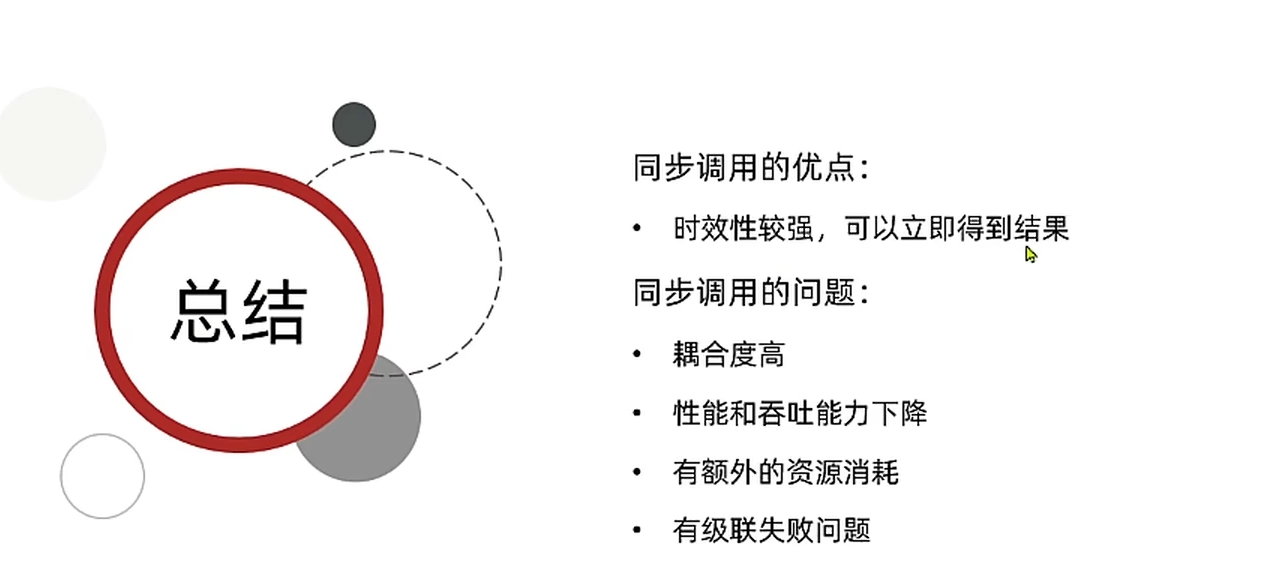 总结
同步调用的优点：
• 时效性较强，可以立即得到结果
同步调用的问题：
• 耦合度高
• 性能和吞吐能力下降
• 有额外的资源消耗
• 有级联失败问题